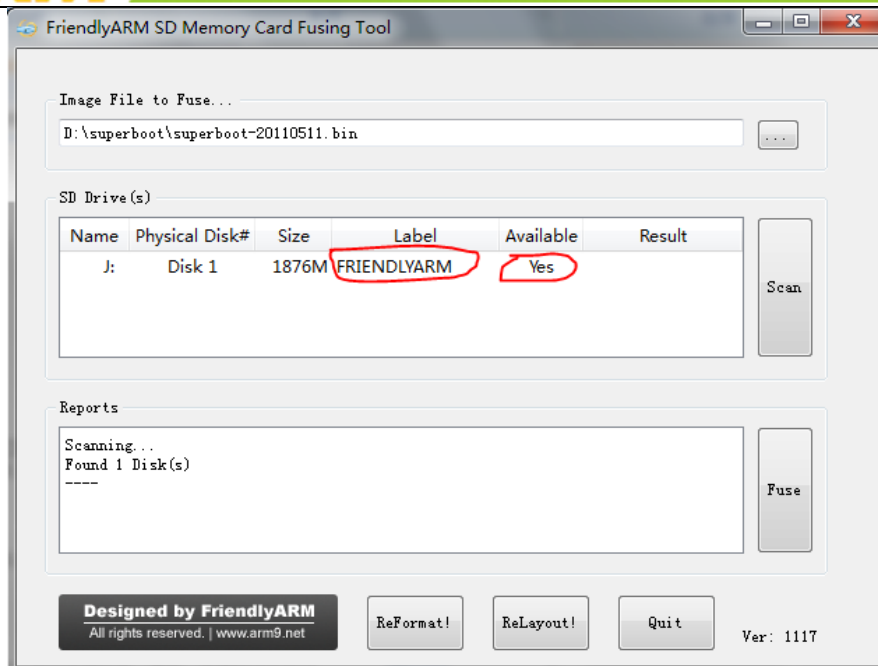 FriendlyARM SD Memory Card Fusing Tool
Image File to Fuse...
D:\superboot\superboot-20110511.bin
...
SD Drive(s)
Name Physical Disk# Size Label Available Result
J: Disk 1 1876M FRIENDLYARM Yes
Scan
Reports
Scanning...
Found 1 Disk(s)
----
Fuse
Designed by FriendlyARM
All rights reserved. | www.arm9.net
ReFormat!
ReLayout!
Quit
Ver: 1117